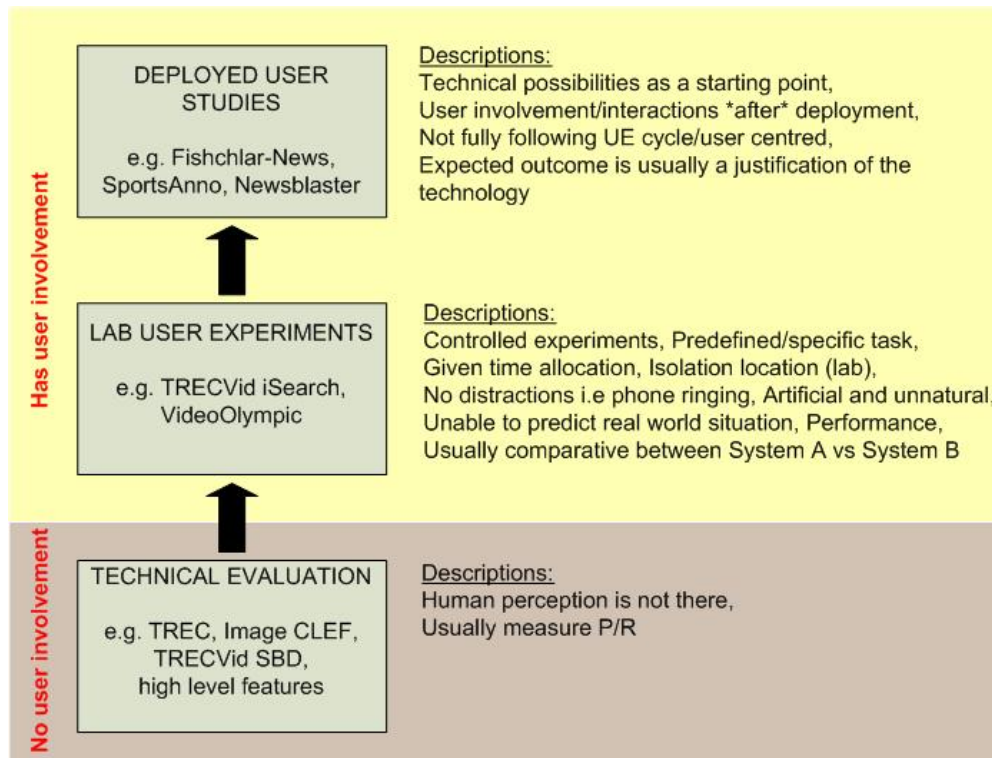 DEPLOYED USER
STUDIES
e.g. Fishchlar-News,
SportsAnno, Newsblaster
Descriptions:
Technical possibilities as a starting point,
User involvement/interactions *after* deployment,
Not fully following UE cycle/user centred,
Expected outcome is usually a justification of the
technology
Has user involvement
LAB USER EXPERIMENTS
e.g. TRECVid iSearch,
VideoOlympic
Descriptions:
Controlled experiments, Predefined/specific task,
Given time allocation, Isolation location (lab),
No distractions i.e phone ringing, Artificial and unnatural,
Unable to predict real world situation, Performance,
Usually comparative between System A vs System B
No user involvement
TECHNICAL EVALUATION
e.g. TREC, Image CLEF,
TRECVid SBD,
high level features
Descriptions:
Human perception is not there,
Usually measure P/R